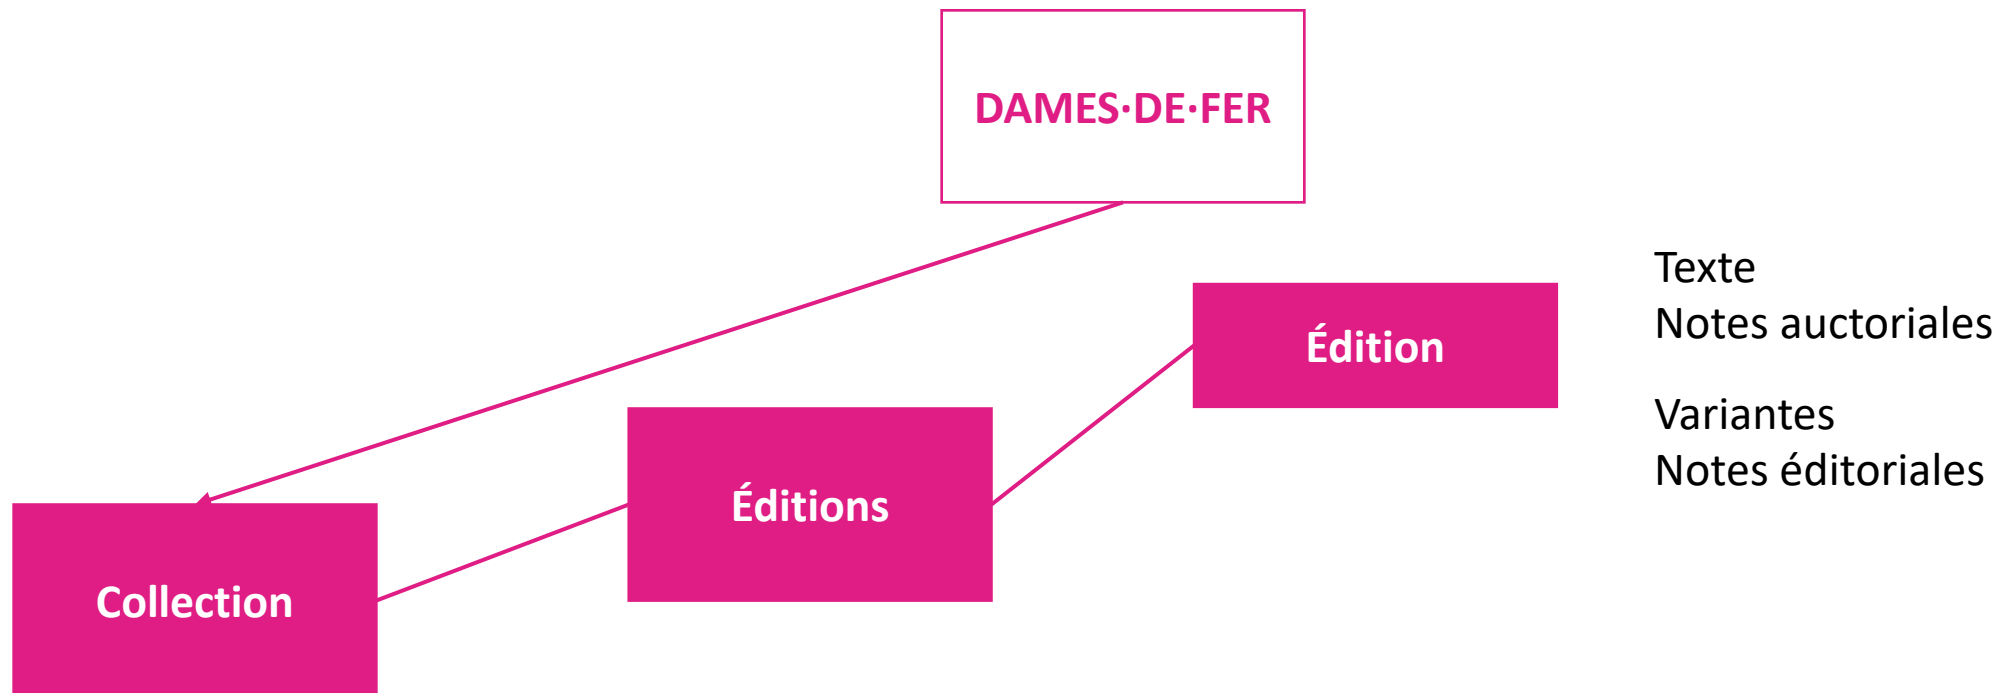 DAMES·DE·FER
Texte
Notes auctoriales
Édition
Variantes
Notes éditoriales
Éditions
Collection